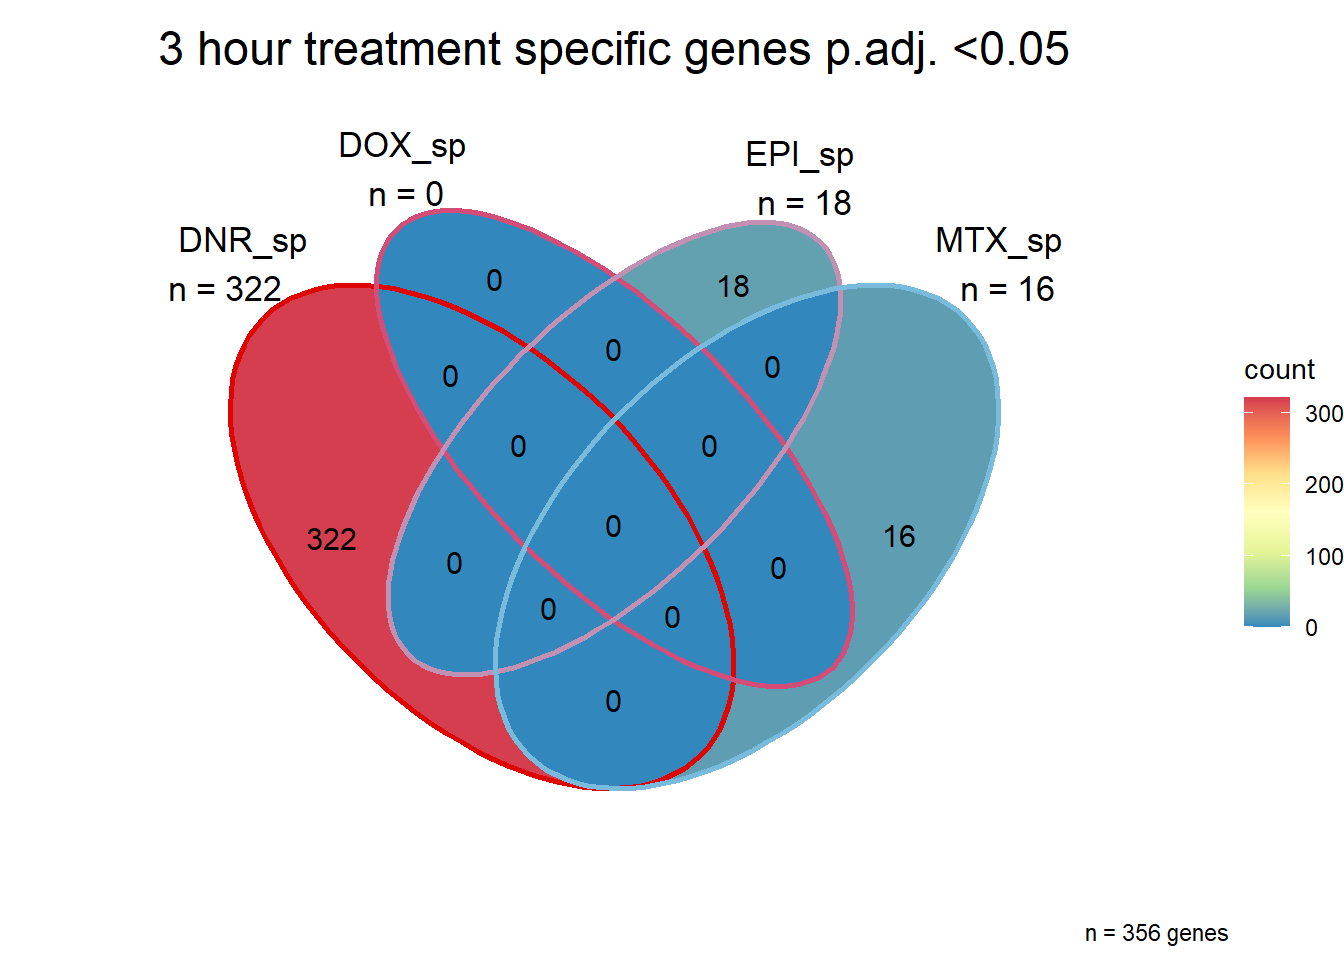 3 hour treatment specific genes p.adj. <0.05
DOX_sp
n = 0
EPI_sp
n = 18
DNR_sp
n = 322
MTX_sp
n = 16
0
18
0
0
0
0
0
322
0
16
0
0
0
0
0
0
count
300
200
100
0
n = 356 genes